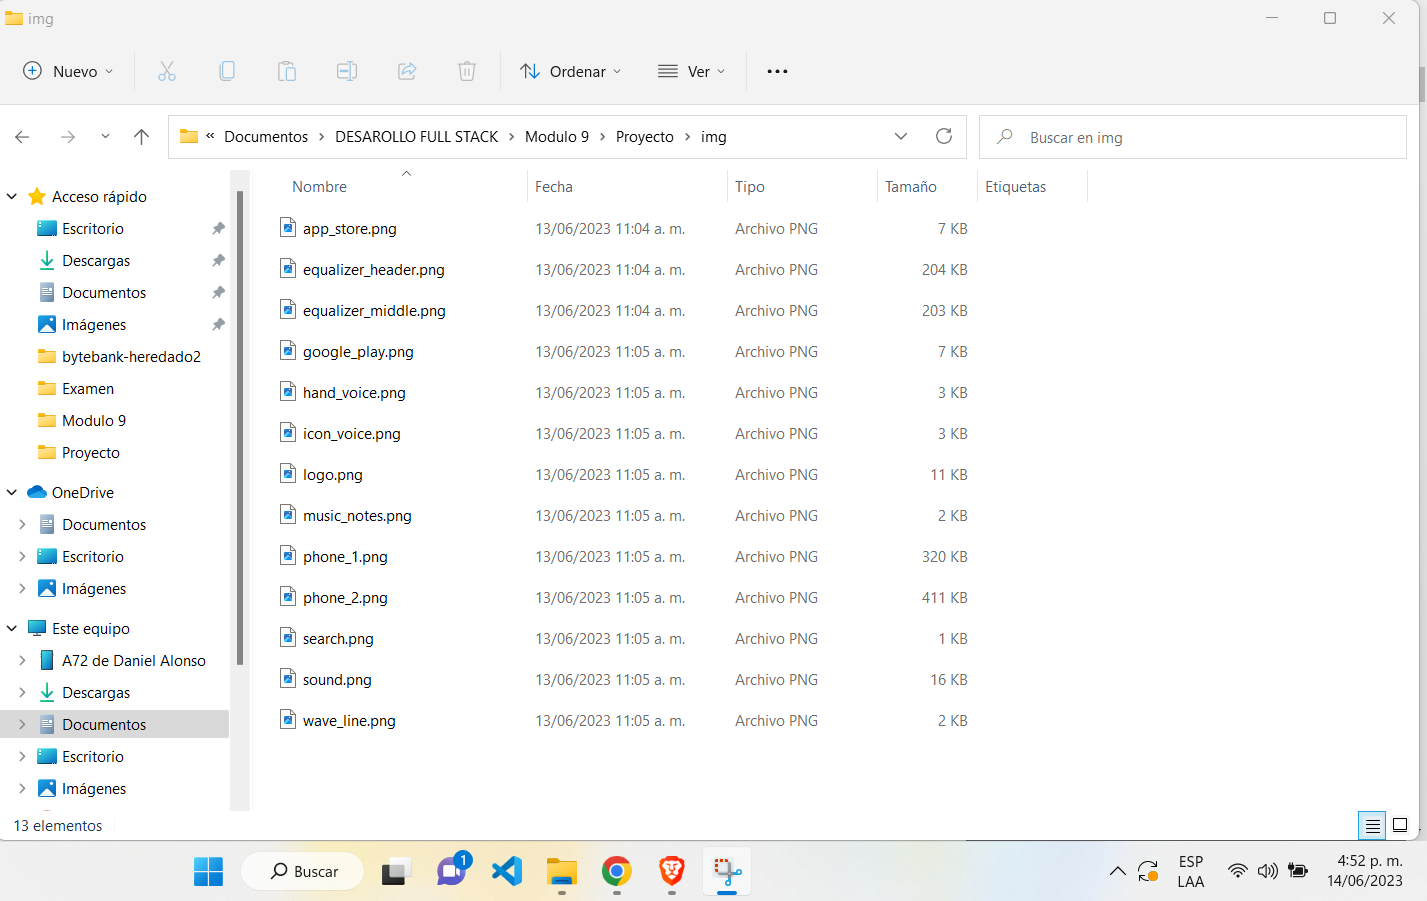 img
Nuevo
Ordenar
Ver
« Documentos > DESAROLLO FULL STACK > Modulo 9 > Proyecto > img
Buscar en img
Nombre Fecha Tipo Tamaño Etiquetas
Acceso rápido
Escritorio
Descargas
Documentos
Imágenes
bytebank-heredado2
Examen
Modulo 9
Proyecto
OneDrive
Documentos
Escritorio
Imágenes
Este equipo
A72 de Daniel Alonso
Descargas
Documentos
Escritorio
Imágenes
app_store.png 13/06/2023 11:04 a. m. Archivo PNG 7 KB
equalizer_header.png 13/06/2023 11:04 a. m. Archivo PNG 204 KB
equalizer_middle.png 13/06/2023 11:04 a. m. Archivo PNG 203 KB
google_play.png 13/06/2023 11:05 a. m. Archivo PNG 7 KB
hand_voice.png 13/06/2023 11:05 a. m. Archivo PNG 3 KB
icon_voice.png 13/06/2023 11:05 a. m. Archivo PNG 3 KB
logo.png 13/06/2023 11:05 a. m. Archivo PNG 11 KB
music_notes.png 13/06/2023 11:05 a. m. Archivo PNG 2 KB
phone_1.png 13/06/2023 11:05 a. m. Archivo PNG 320 KB
phone_2.png 13/06/2023 11:05 a. m. Archivo PNG 411 KB
search.png 13/06/2023 11:05 a. m. Archivo PNG 1 KB
sound.png 13/06/2023 11:05 a. m. Archivo PNG 16 KB
wave_line.png 13/06/2023 11:05 a. m. Archivo PNG 2 KB
13 elementos
Buscar
1
ESP
LAA
4:52 p. m.
14/06/2023